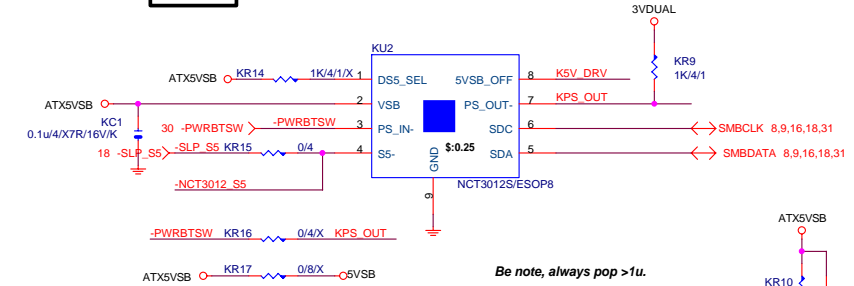 3VDUAL
KR9
1K/4/1
KU2
ATX5VSB KR14 1K/4/1/X 1 DS5_SEL 5VSB_OFF 8 K5V_DRV
ATX5VSB 2 VSB PS_OUT- 7 KPS_OUT
KC1
0.1u/4/X7R/16V/K
30 -PWRBTSW -PWRBTSW 3 PS_IN- SDC 6 SMBCLK 8,9,16,18,31
18 -SLP_S5 -SLP_S5 KR15 0/4 4 S5- SDA 5 SMBDATA 8,9,16,18,31
GND
$:0.25
-NCT3012_S5
9
NCT3012S/ESOP8
-PWRBTSW KR16 0/4/X KPS_OUT
ATX5VSB KR17 0/8/X 5VSB
Be note, always pop >1u.
ATX5VSB
KR10